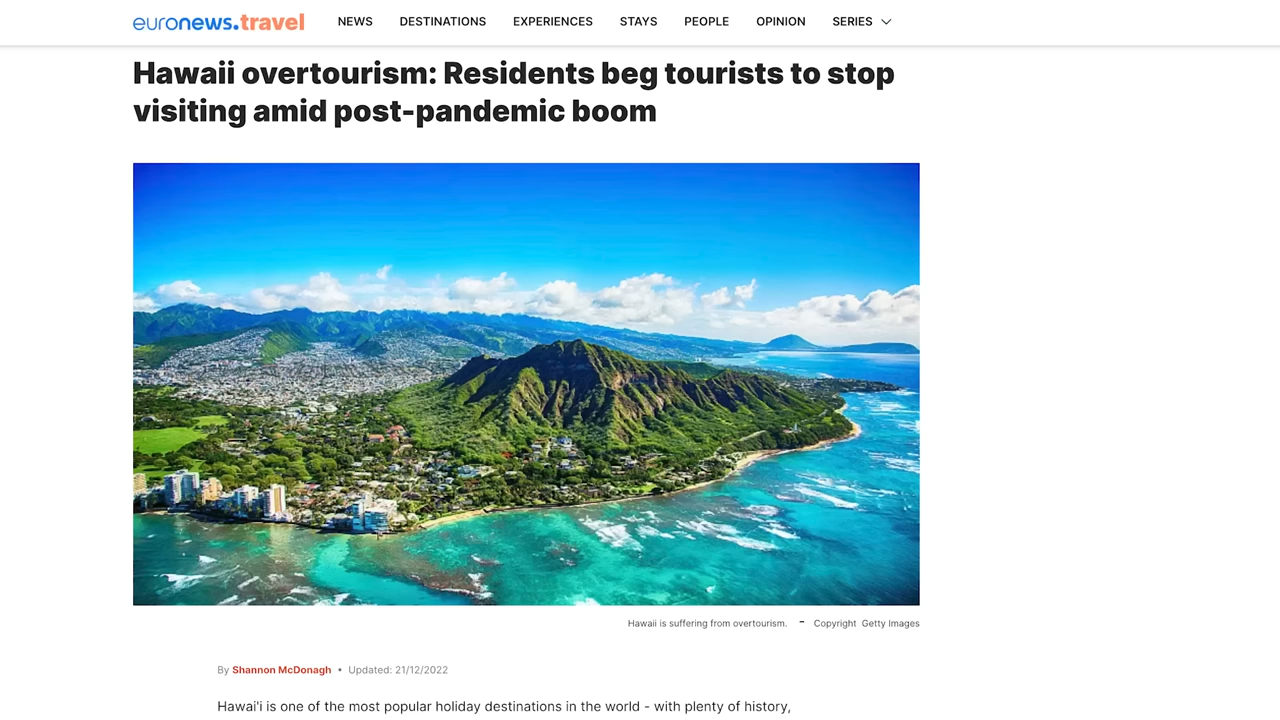 euronews.travel NEWS DESTINATIONS EXPERIENCES STAYS PEOPLE OPINION SERIES
Hawaii overtourism: Residents beg tourists to stop
visiting amid post-pandemic boom
Hawaii is suffering from overtourism. - Copyright Getty Images
By Shannon McDonagh • Updated: 21/12/2022
Hawai'i is one of the most popular holiday destinations in the world - with plenty of history,